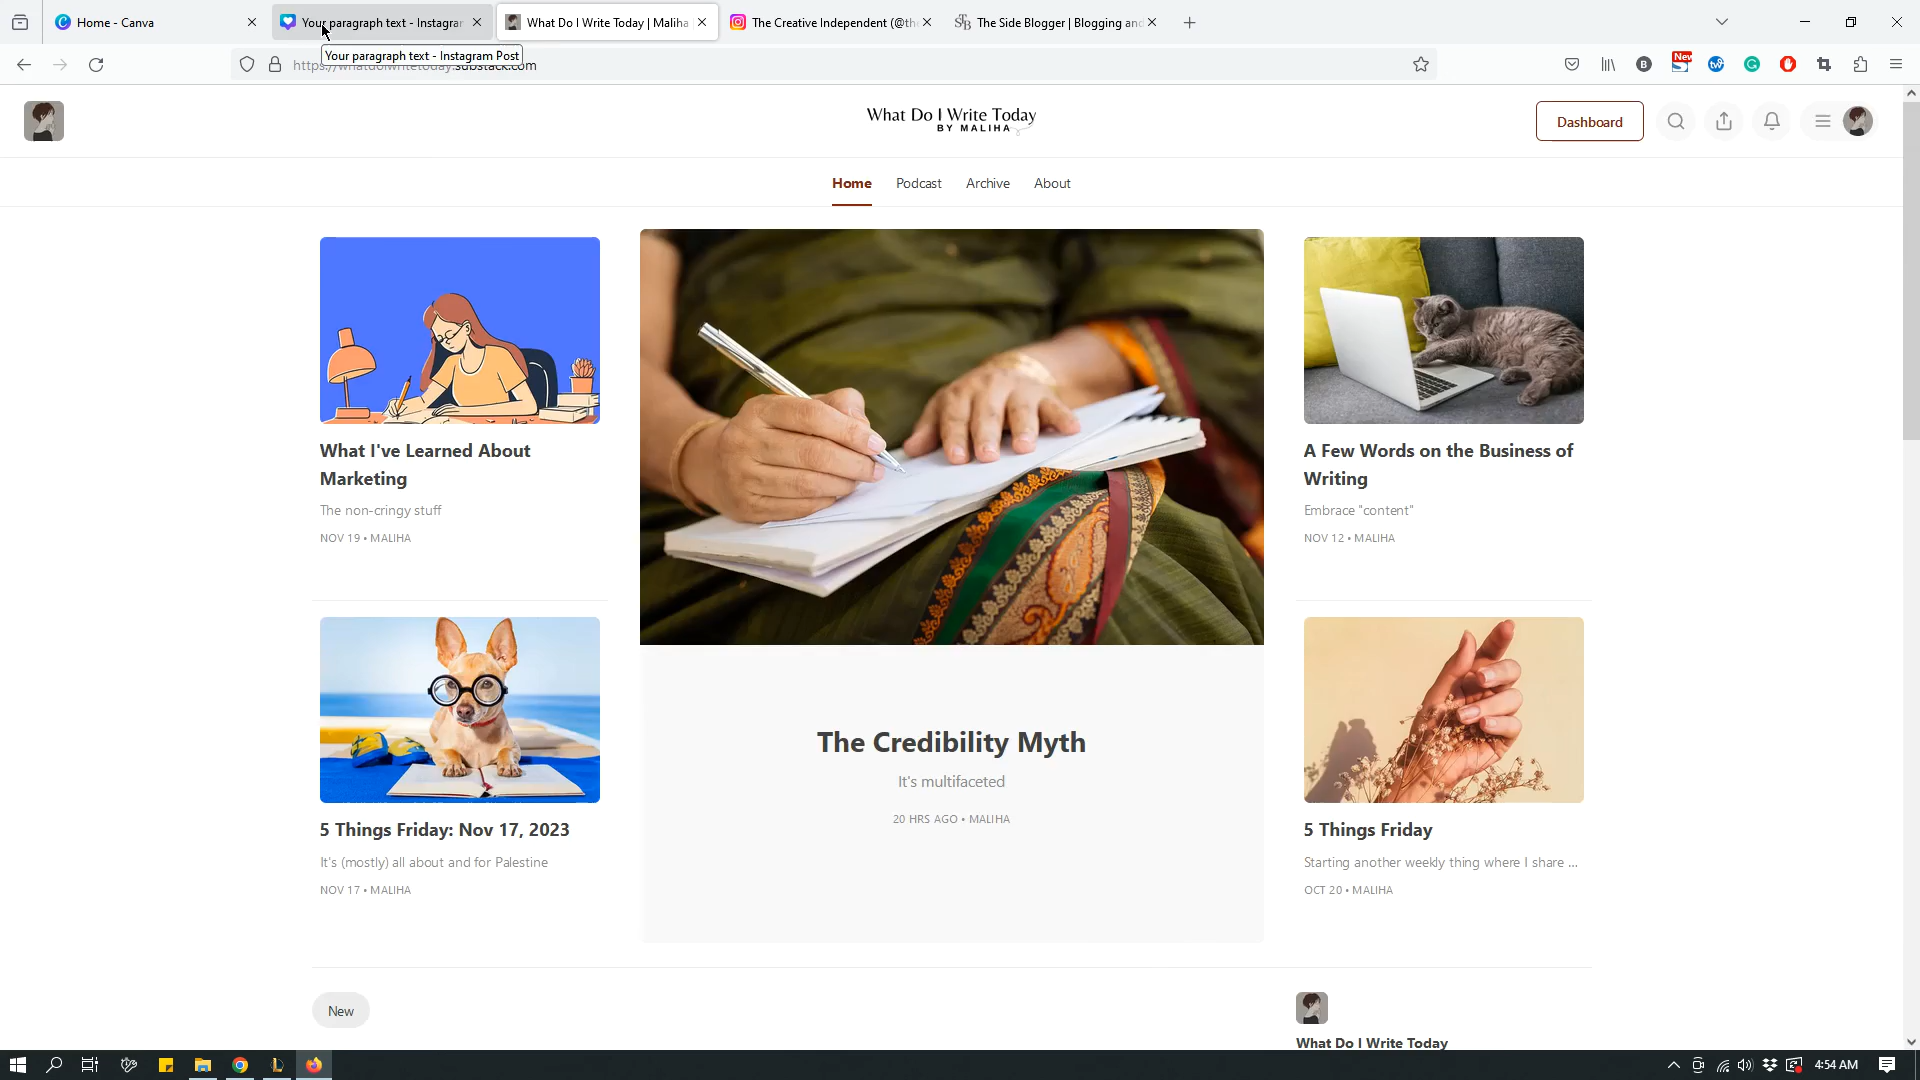 Home - Canva
Your paragraph text - Instagram
What Do I Write Today | Maliha
The Creative Independent (@th
The Side Blogger | Blogging and
Your paragraph text - Instagram Post
https://whatdoiwritetoday.substack.com
New
What Do I Write Today
BY MALIHA
Dashboard
Home
Podcast
Archive
About
What I've Learned About
Marketing
The non-cringy stuff
NOV 19 • MALIHA
5 Things Friday: Nov 17, 2023
It's (mostly) all about and for Palestine
NOV 17 • MALIHA
The Credibility Myth
It's multifaceted
20 HRS AGO • MALIHA
A Few Words on the Business of
Writing
Embrace "content"
NOV 12 • MALIHA
5 Things Friday
Starting another weekly thing where I share ...
OCT 20 • MALIHA
New
What Do I Write Today
4:54 AM